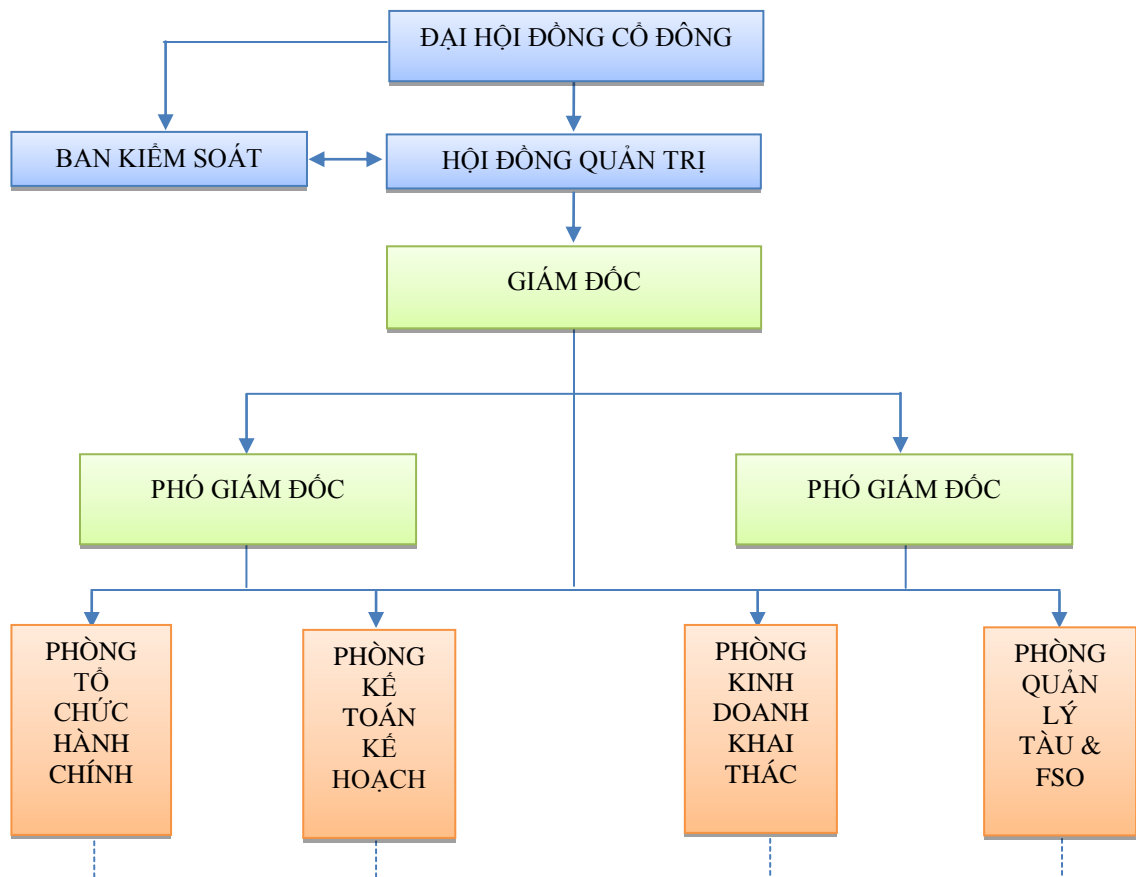 ĐẠI HỘI ĐỒNG CỔ ĐÔNG
BAN KIỂM SOÁT
HỘI ĐỒNG QUẢN TRỊ
GIÁM ĐỐC
PHÓ GIÁM ĐỐC
PHÓ GIÁM ĐỐC
PHÒNG
TỔ
CHỨC
HÀNH
CHÍNH
PHÒNG
KẾ
TOÁN
KẾ
HOẠCH
PHÒNG
KINH
DOANH
KHAI
THÁC
PHÒNG
QUẢN
LÝ
TÀU &
FSO